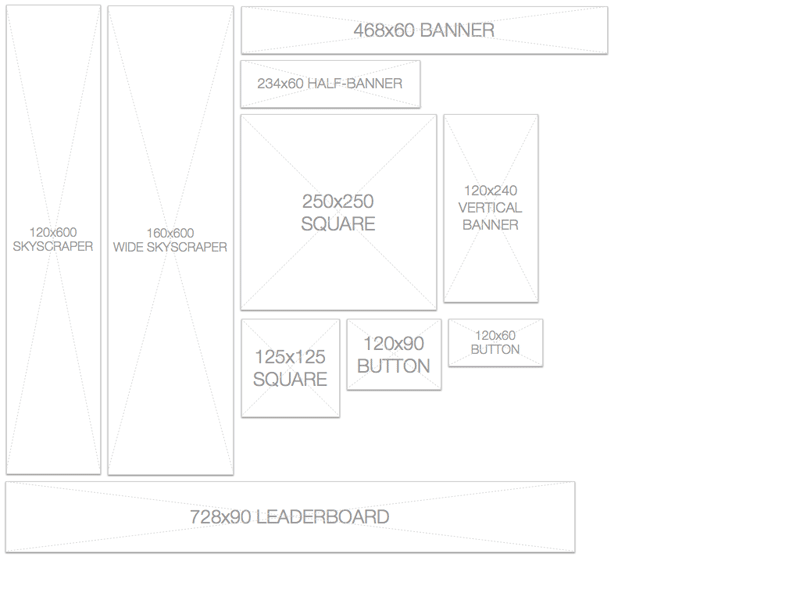 468x60 BANNER
234x60 HALF-BANNER
120x600
SKYSCRAPER
160x600
WIDE SKYSCRAPER
250x250
SQUARE
120x240
VERTICAL
BANNER
125x125
SQUARE
120x90
BUTTON
120x60
BUTTON
728x90 LEADERBOARD